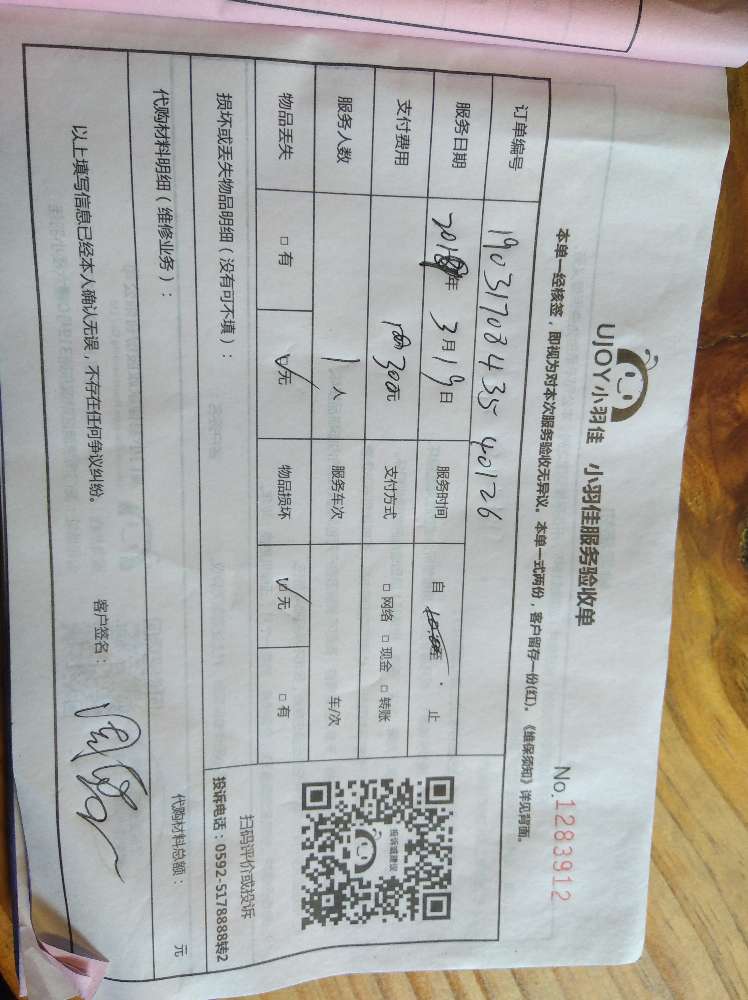 UJOY小羽佳 小羽佳服务验收单
No.1283912
本单一经核签，即视为对本次服务验收无异议。本单一式两份，客户留存一份(红)。《维保须知》详见背面。
订单编号 19031708435 40126
服务日期 2019年 3月19日 服务时间 自 至 止
支付费用 300元 支付方式 □网络 □现金 □转账
服务人数 1人 服务车次 车/次
物品丢失 □有 ☑无 物品损坏 ☑无 □有
投诉或建议
扫码评价或投诉
投诉电话：0592-5178888转2
损坏或丢失物品明细（没有可不填）：
代购材料明细（维修业务）： 代购材料总额： 元
以上填写信息已经本人确认无误，不存在任何争议纠纷。 客户签名：